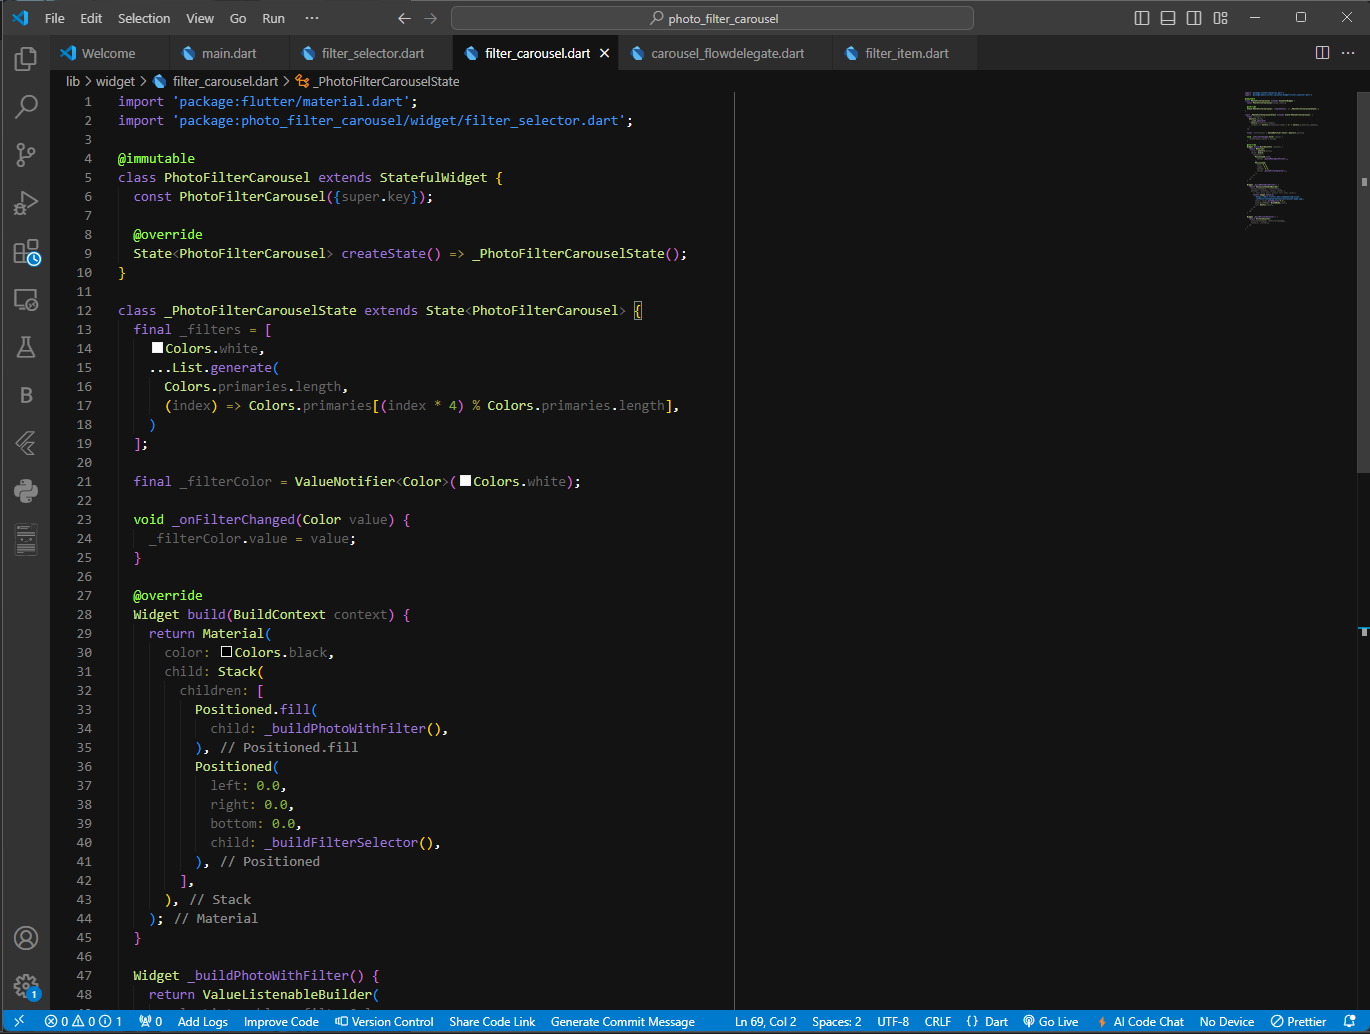 File Edit Selection View Go Run ··· photo_filter_carousel
Welcome main.dart filter_selector.dart filter_carousel.dart carousel_flowdelegate.dart filter_item.dart
lib > widget > filter_carousel.dart > _PhotoFilterCarouselState
1 import 'package:flutter/material.dart';
2 import 'package:photo_filter_carousel/widget/filter_selector.dart';
3
4 @immutable
5 class PhotoFilterCarousel extends StatefulWidget {
6 const PhotoFilterCarousel({super.key});
7
8 @override
9 State<PhotoFilterCarousel> createState() => _PhotoFilterCarouselState();
10 }
11
12 class _PhotoFilterCarouselState extends State<PhotoFilterCarousel> {
13 final _filters = [
14 Colors.white,
15 ...List.generate(
16 Colors.primaries.length,
17 (index) => Colors.primaries[(index * 4) % Colors.primaries.length],
18 )
19 ];
20
21 final _filterColor = ValueNotifier<Color>(Colors.white);
22
23 void _onFilterChanged(Color value) {
24 _filterColor.value = value;
25 }
26
27 @override
28 Widget build(BuildContext context) {
29 return Material(
30 color: Colors.black,
31 child: Stack(
32 children: [
33 Positioned.fill(
34 child: _buildPhotoWithFilter(),
35 ), // Positioned.fill
36 Positioned(
37 left: 0.0,
38 right: 0.0,
39 bottom: 0.0,
40 child: _buildFilterSelector(),
41 ), // Positioned
42 ],
43 ), // Stack
44 ); // Material
45 }
46
47 Widget _buildPhotoWithFilter() {
48 return ValueListenableBuilder(
B
1
0 0 1 0 Add Logs Improve Code Version Control Share Code Link Generate Commit Message Ln 69, Col 2 Spaces: 2 UTF-8 CRLF {} Dart Go Live AI Code Chat No Device Prettier